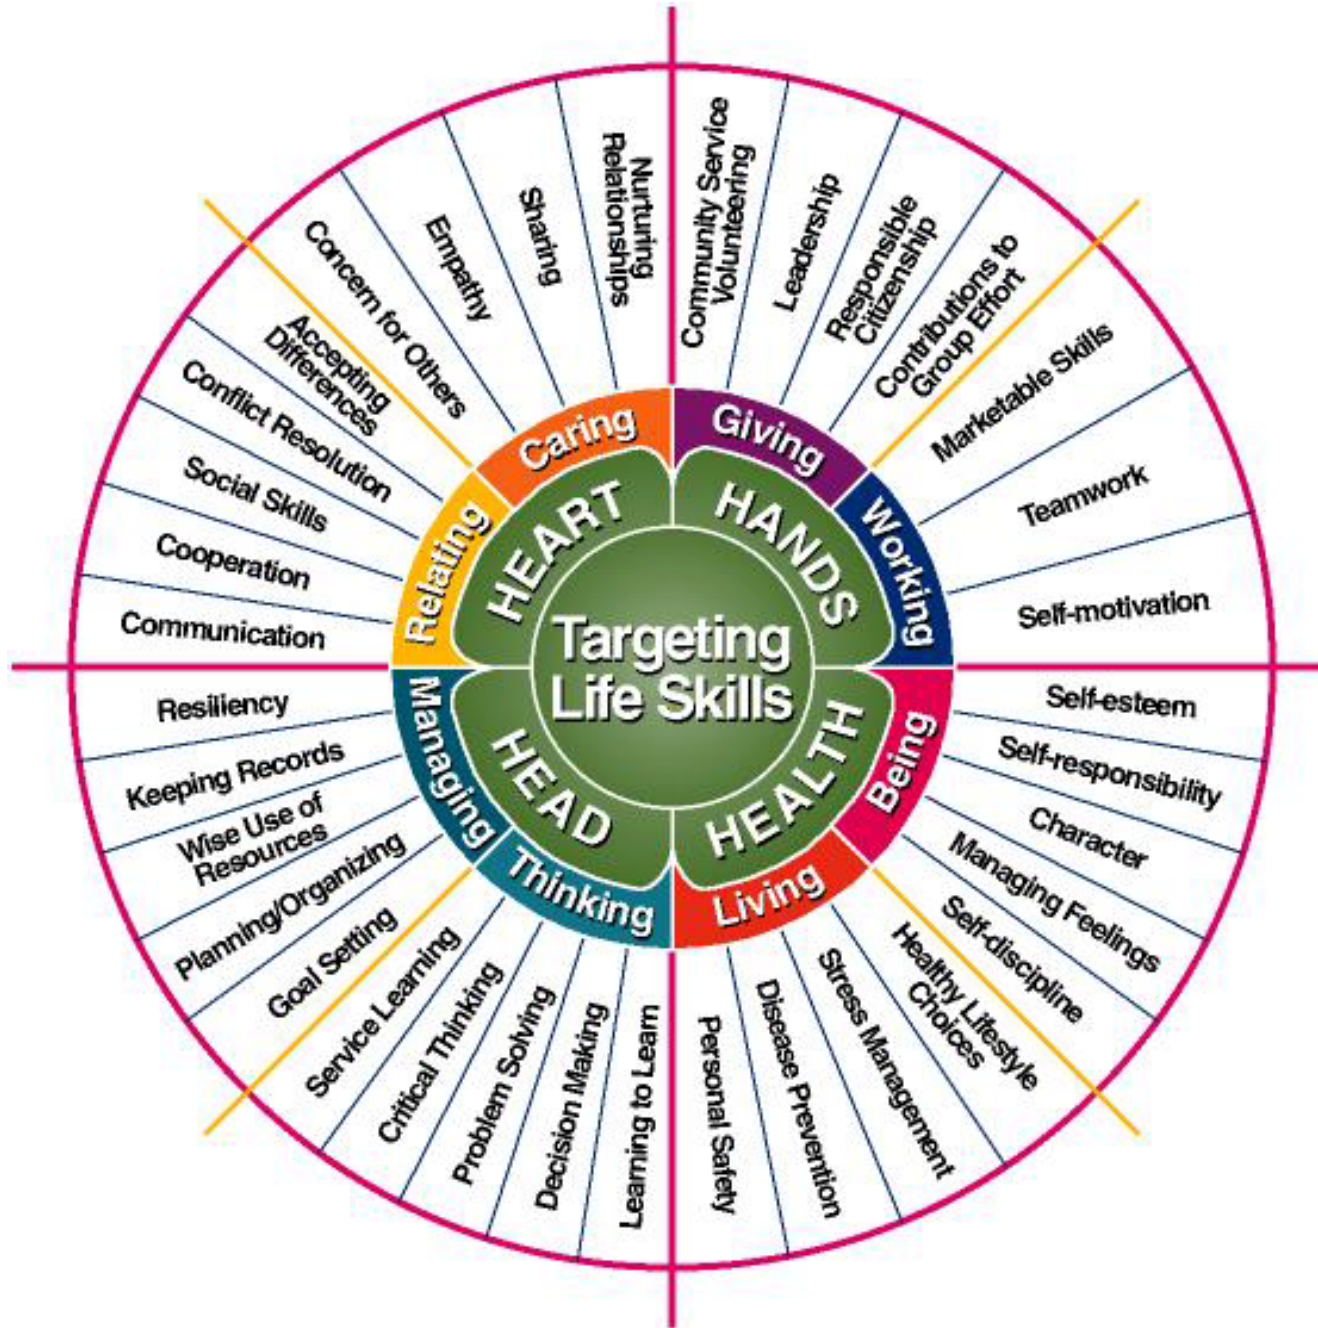 Targeting
Life Skills
HEART
Caring
Concern for Others
Empathy
Sharing
Nurturing
Relationships
HANDS
Giving
Community Service
Volunteering
Leadership
Responsible
Citizenship
Contributions to
Group Effort
Working
Marketable Skills
Teamwork
Self-motivation
HEALTH
Being
Self-esteem
Self-responsibility
Character
Managing Feelings
Self-discipline
Living
Healthy Lifestyle
Choices
Stress Management
Disease Prevention
Personal Safety
HEAD
Thinking
Learning to Learn
Decision Making
Problem Solving
Critical Thinking
Service Learning
Managing
Goal Setting
Planning/Organizing
Wise Use of
Resources
Keeping Records
Resiliency
Relating
Communication
Cooperation
Social Skills
Conflict Resolution
Accepting
Differences